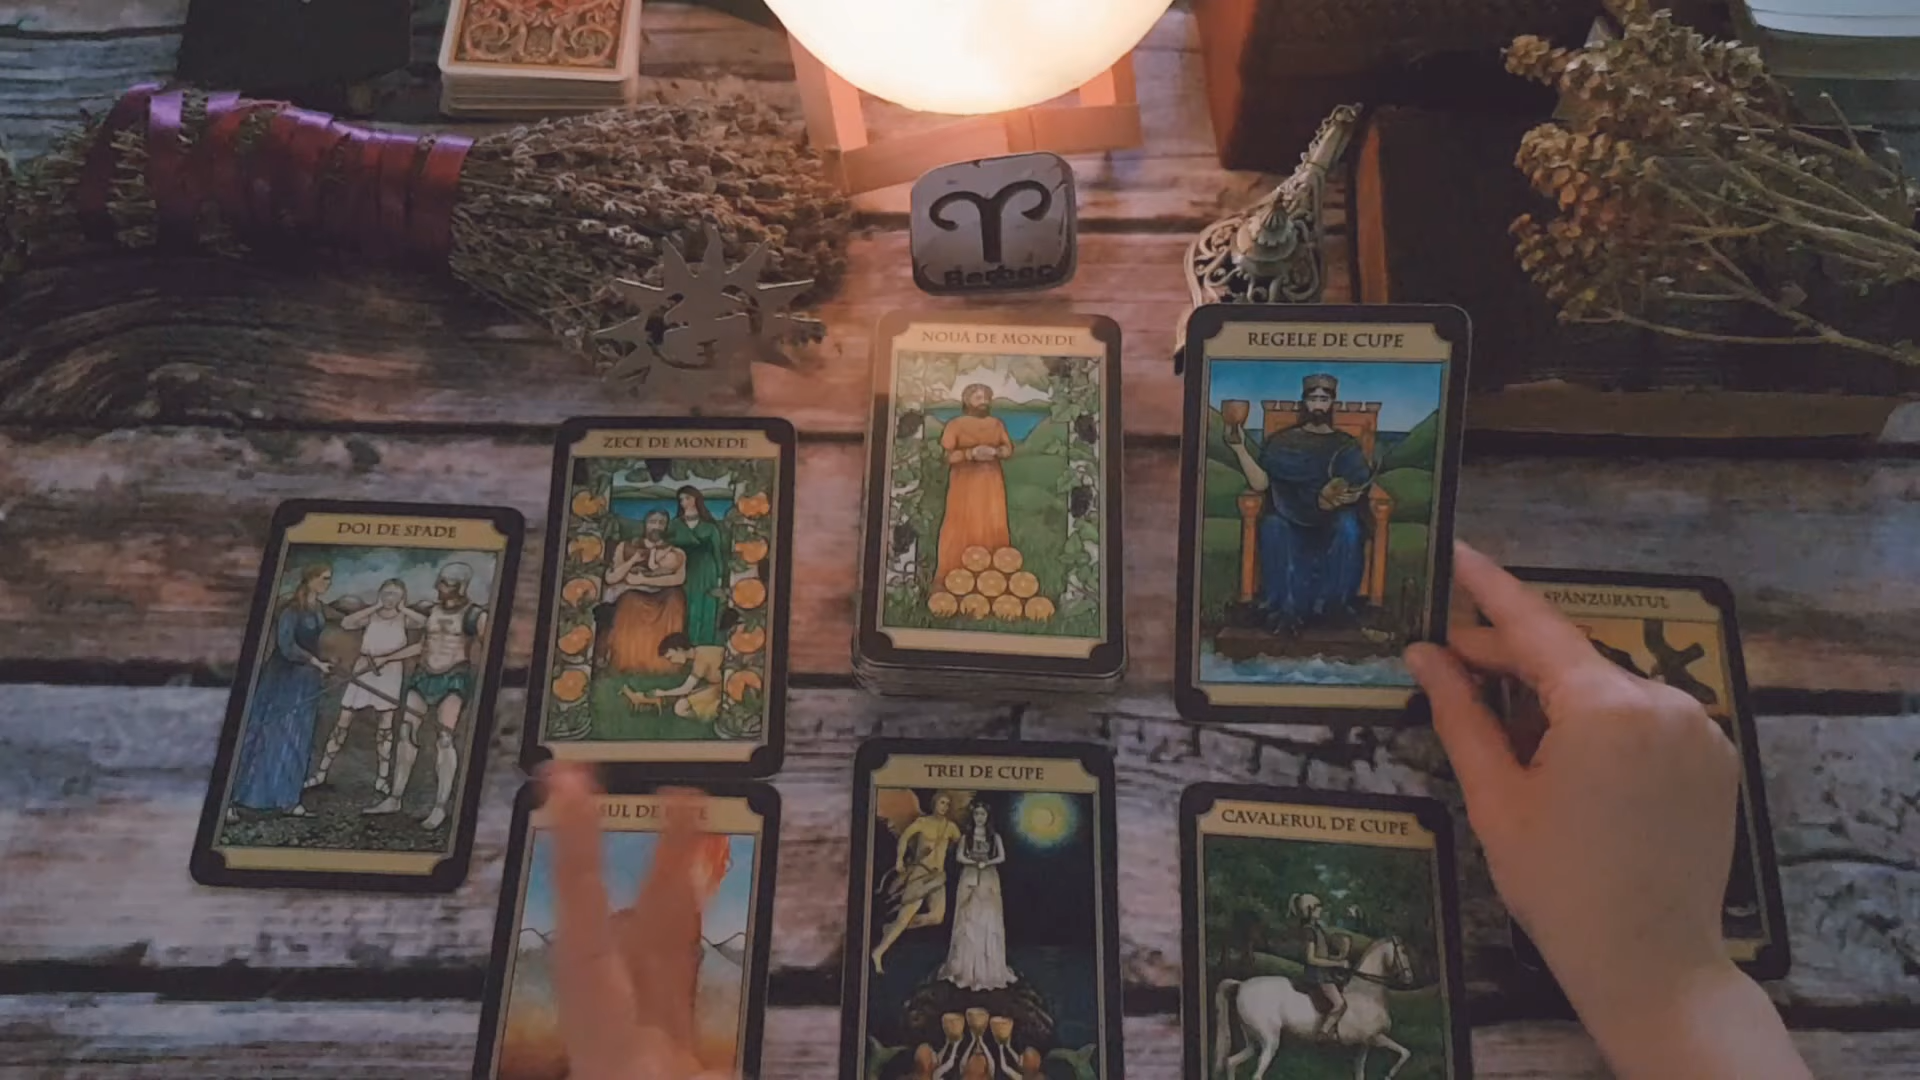 Berbec
NOUĂ DE MONEDE
REGELE DE CUPE
ZECE DE MONEDE
DOI DE SPADE
SPÂNZURATUL
TREI DE CUPE
CAVALERUL DE CUPE